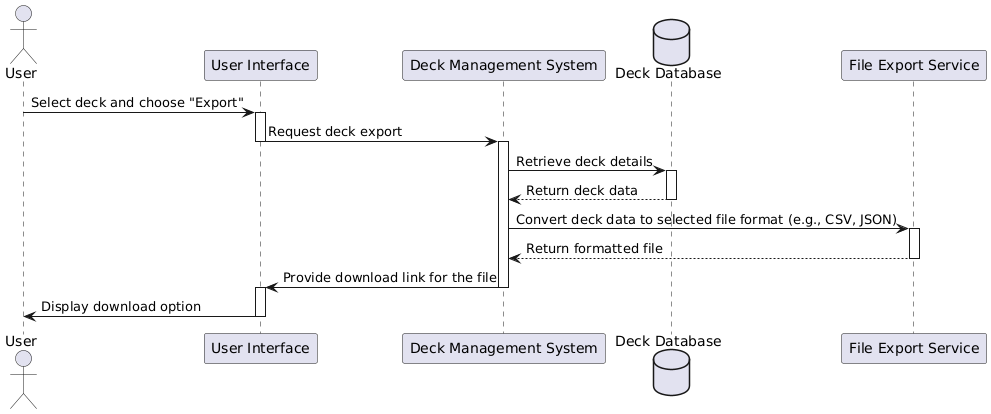 User
User Interface
Deck Management System
Deck Database
File Export Service
Select deck and choose "Export"
Request deck export
Retrieve deck details
Return deck data
Convert deck data to selected file format (e.g., CSV, JSON)
Return formatted file
Provide download link for the file
Display download option
User
User Interface
Deck Management System
Deck Database
File Export Service